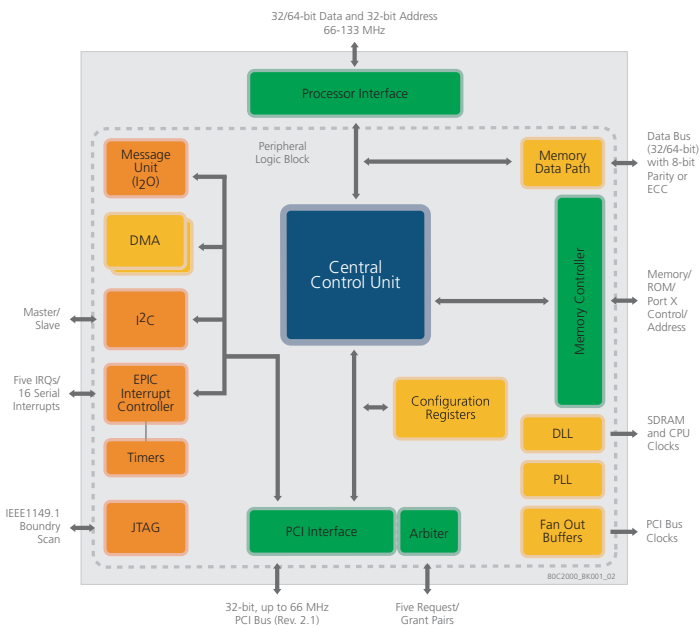 32/64-bit Data and 32-bit Address
66-133 MHz
Processor Interface
Peripheral
Logic Block
Message
Unit
(I2O)
Memory
Data Path
Data Bus
(32/64-bit)
with 8-bit
Parity or
ECC
DMA
Central
Control Unit
Memory Controller
Memory/
ROM/
Port X
Control/
Address
Master/
Slave
I2C
Five IRQs/
16 Serial
Interrupts
EPIC
Interrupt
Controller
Configuration
Registers
DLL
SDRAM
and CPU
Clocks
Timers
PLL
IEEE1149.1
Boundry
Scan
JTAG
PCI Interface
Arbiter
Fan Out
Buffers
PCI Bus
Clocks
80C2000_BK001_02
32-bit, up to 66 MHz
PCI Bus (Rev. 2.1)
Five Request/
Grant Pairs